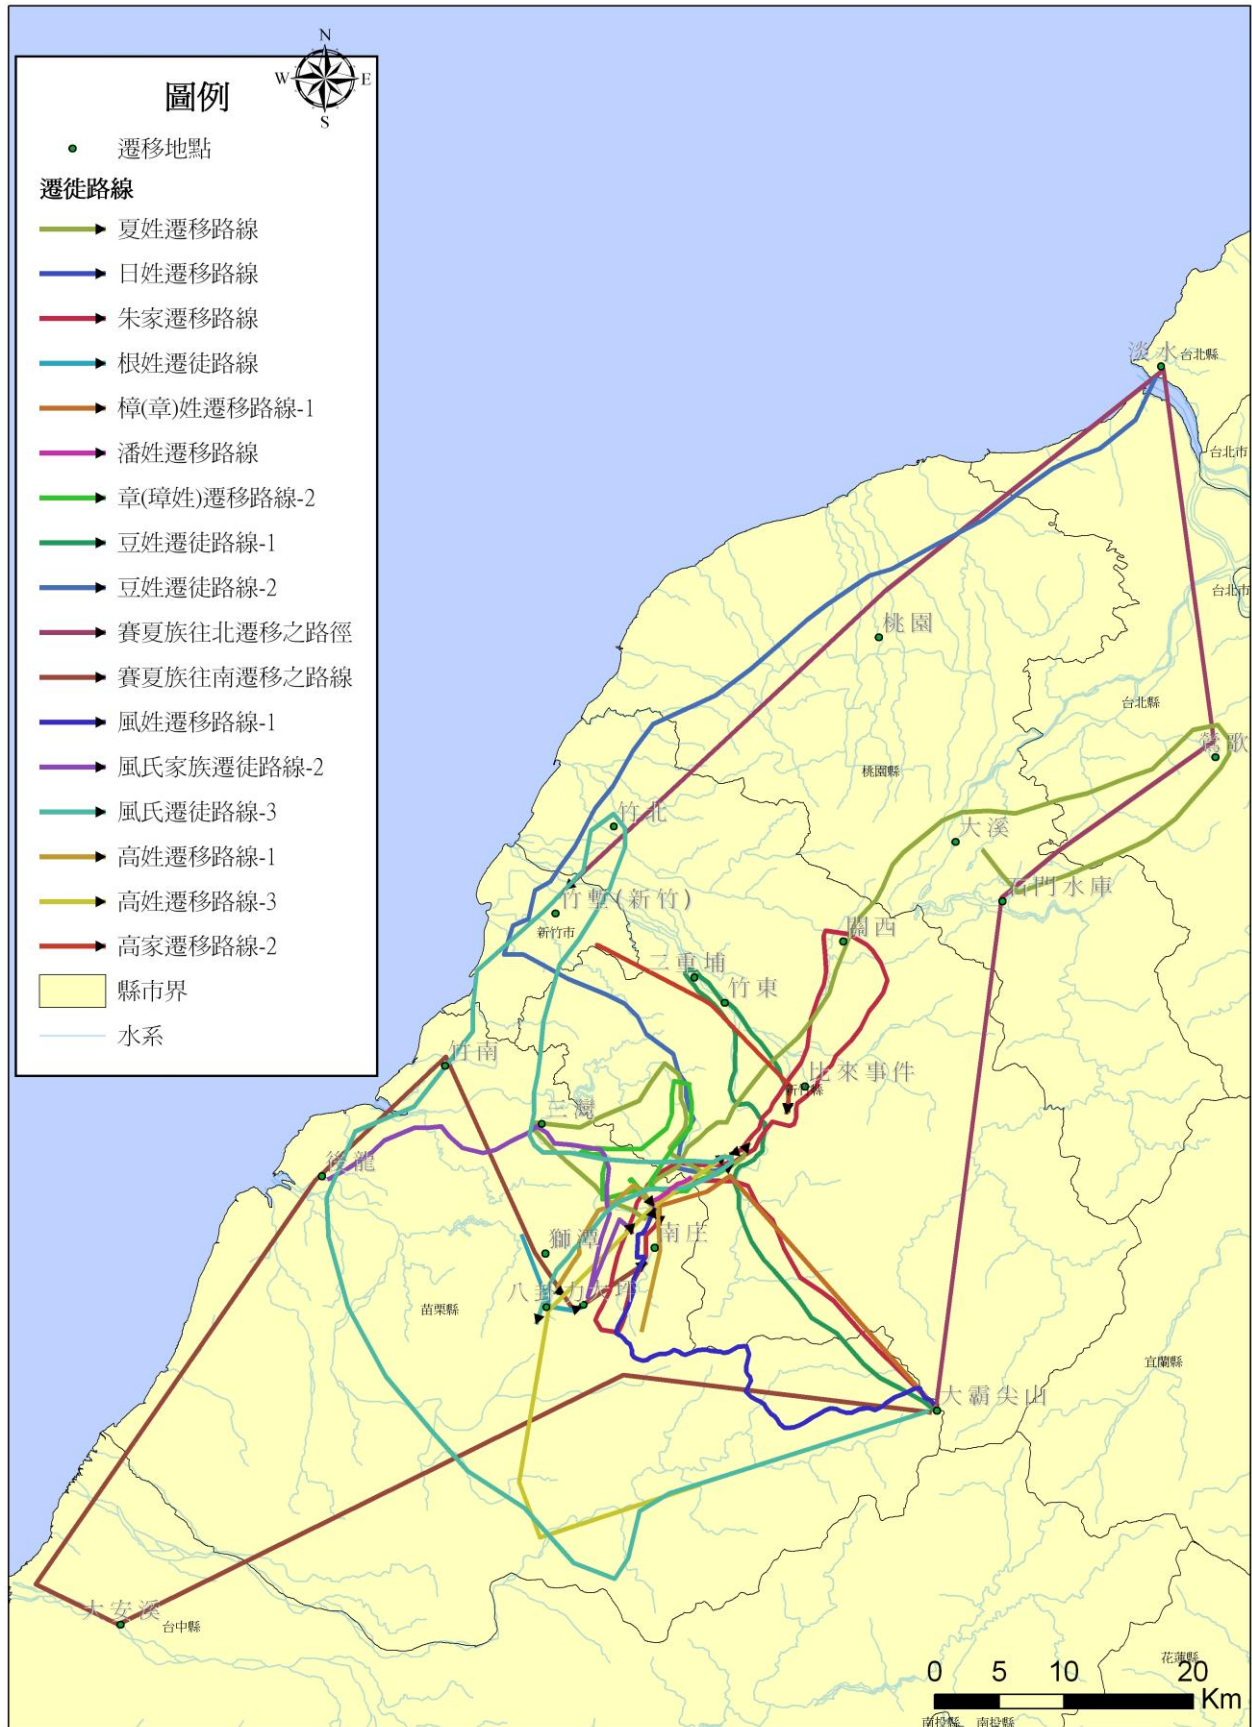 N
W E
S
圖例
遷移地點
遷徙路線
夏姓遷移路線
日姓遷移路線
朱家遷移路線
根姓遷徒路線
樟(章)姓遷移路線-1
潘姓遷移路線
章(璋姓)遷移路線-2
豆姓遷徒路線-1
豆姓遷徒路線-2
賽夏族往北遷移之路徑
賽夏族往南遷移之路線
風姓遷移路線-1
風氏家族遷徒路線-2
風氏遷徒路線-3
高姓遷移路線-1
高姓遷移路線-3
高家遷移路線-2
縣市界
水系
淡水 台北縣
台北市
台北市
桃園
台北縣
鶯歌
桃園縣
竹北
大溪
石門水庫
竹塹(新竹)
新竹市
關西
二重埔
竹東
竹南
比來事件
新竹縣
三灣
後龍
獅潭
南庄
八卦力
苗栗縣
宜蘭縣
大霸尖山
大安溪
台中縣
花蓮縣
0 5 10 20
Km
南投縣 南投縣